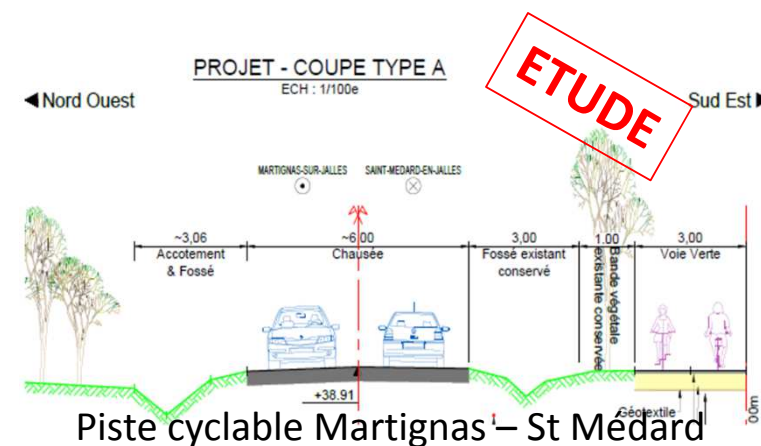 PROJET - COUPE TYPE A
ECH : 1/100e
ETUDE
Nord Ouest
Sud Est
MARTIGNAS-SUR-JALLES
SAINT-MEDARD-EN-JALLES
~3,06
Accotement
& Fossé
~6,00
Chausée
3,00
Fossé existant
conservé
1.00
Bande végétale
existante conservée
3,00
Voie Verte
+38.91
Géotextile
00m
Piste cyclable Martignas – St Médard